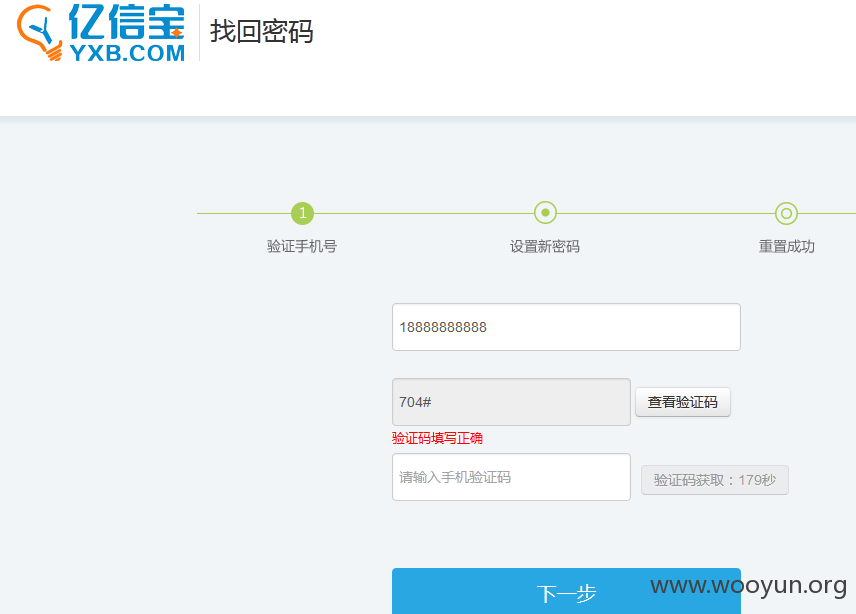 亿信宝
YXB.COM
找回密码
1
验证手机号
设置新密码
重置成功
18888888888
704#
查看验证码
验证码填写正确
请输入手机验证码
验证码获取：179秒
下一步
www.wooyun.org